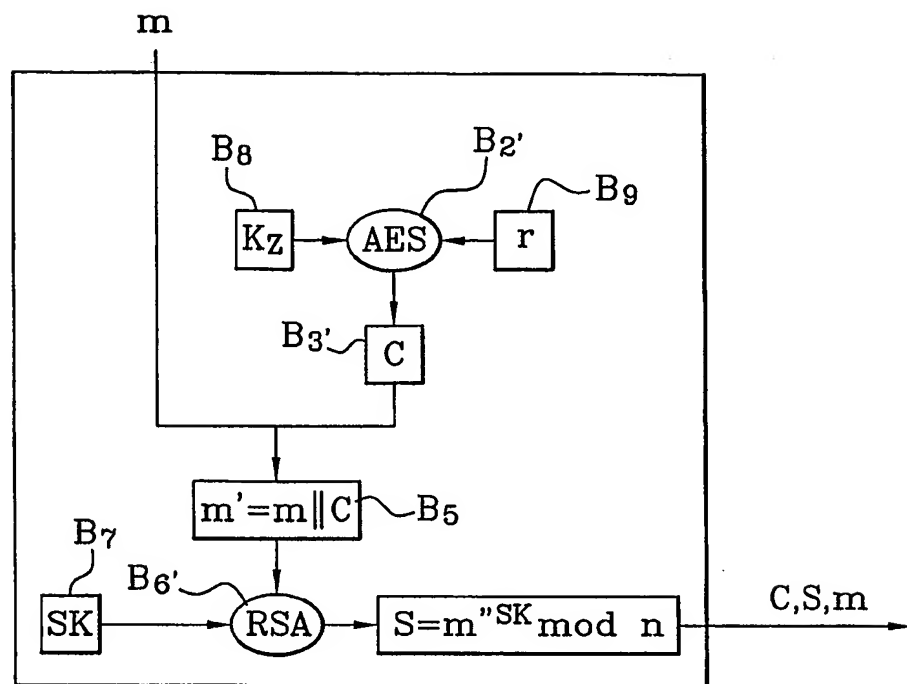 m
B8
B2'
B9
Kz
AES
r
B3'
C
m'=m||C
B5
B7
B6'
SK
RSA
S=m"SK mod n
C,S,m